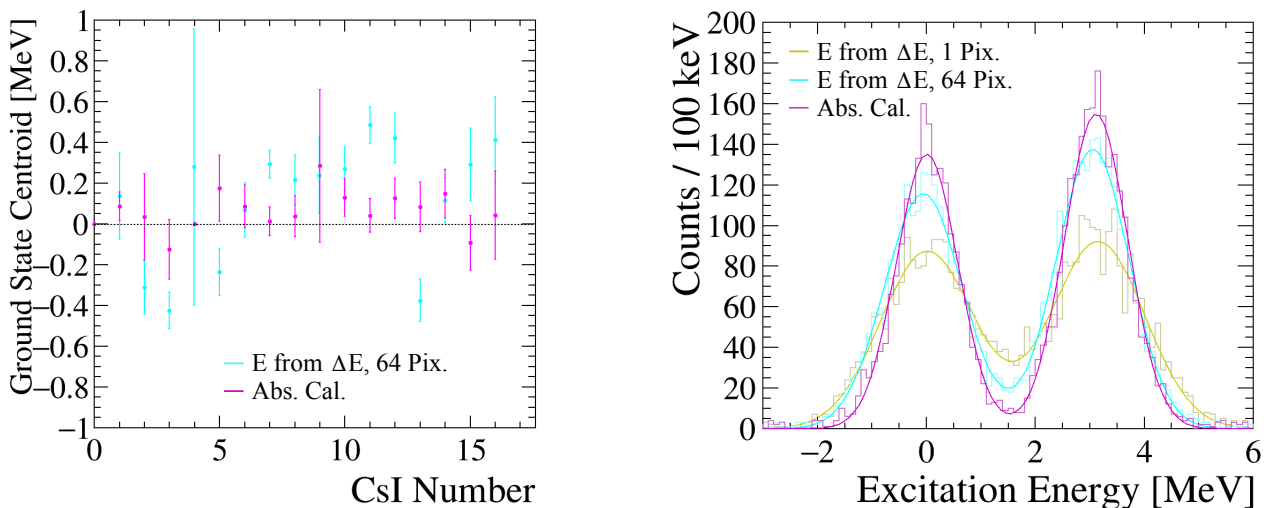 Ground State Centroid [MeV]
1
0.8
0.6
0.4
0.2
0
−0.2
−0.4
−0.6
−0.8
−1
E from ΔE, 64 Pix.
Abs. Cal.
0 5 10 15
CsI Number
Counts / 100 keV
200
180
160
140
120
100
80
60
40
20
0
E from ΔE, 1 Pix.
E from ΔE, 64 Pix.
Abs. Cal.
−2 0 2 4 6
Excitation Energy [MeV]